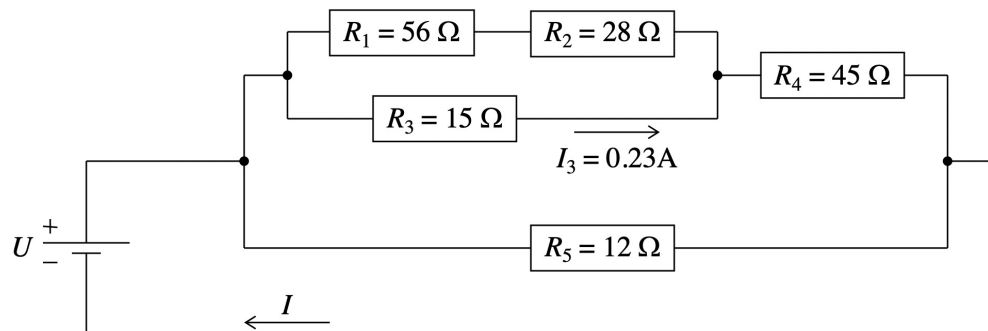 R₁ = 56 Ω
R₂ = 28 Ω
R₄ = 45 Ω
R₃ = 15 Ω
I₃ = 0.23A
U
+
−
R₅ = 12 Ω
I